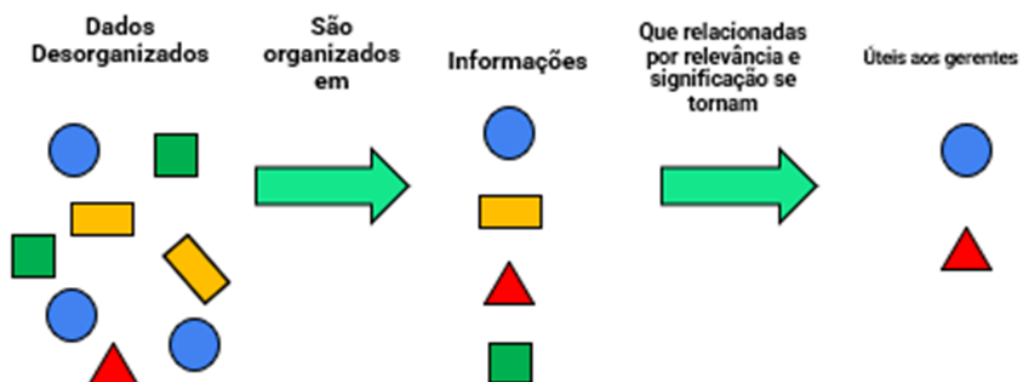 Dados
Desorganizados
São
organizados
em
Informações
Que relacionadas
por relevância e
significação se
tornam
Úteis aos gerentes